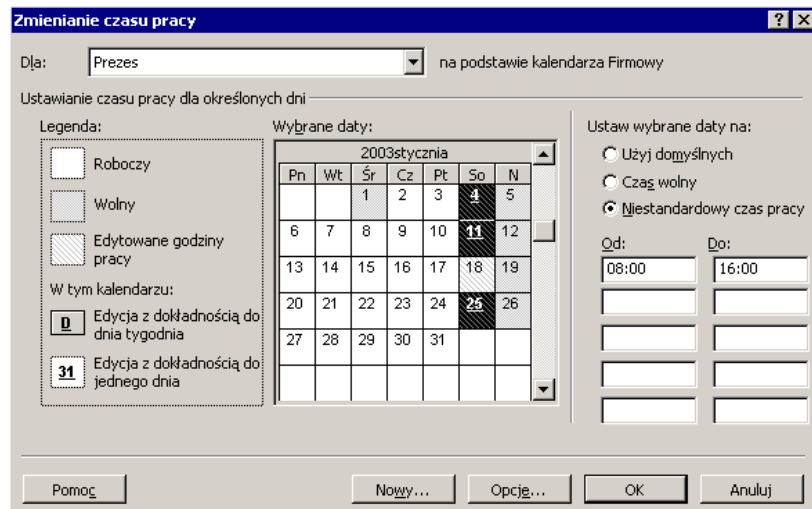 Zmienianie czasu pracy
Dla: Prezes na podstawie kalendarza Firmowy
Ustawianie czasu pracy dla określonych dni
Legenda:
Roboczy
Wolny
Edytowane godziny
pracy
W tym kalendarzu:
D Edycja z dokładnością do
dnia tygodnia
31 Edycja z dokładnością do
jednego dnia
Wybrane daty:
2003stycznia
Pn Wt Śr Cz Pt So N
1 2 3 4 5
6 7 8 9 10 11 12
13 14 15 16 17 18 19
20 21 22 23 24 25 26
27 28 29 30 31
Ustaw wybrane daty na:
Użyj domyślnych
Czas wolny
Niestandardowy czas pracy
Od: Do:
08:00 16:00
Pomoc Nowy... Opcje... OK Anuluj